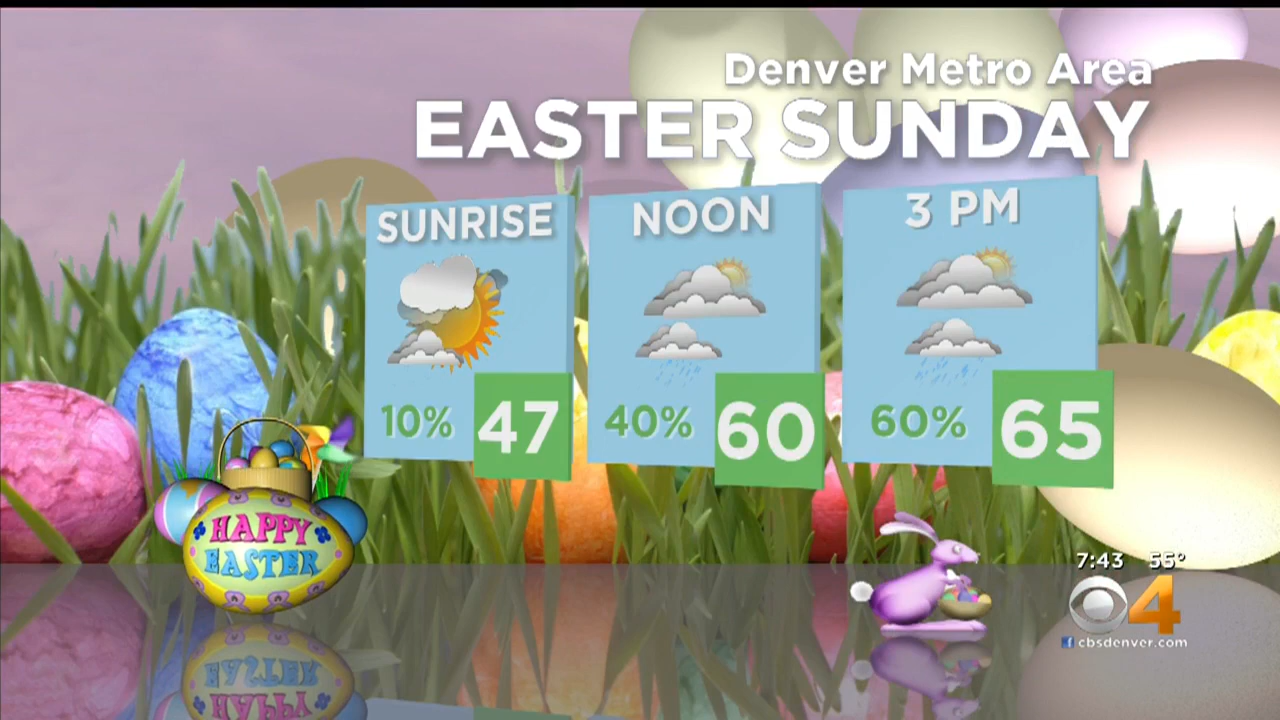 Denver Metro Area
EASTER SUNDAY
SUNRISE
10%
47
NOON
40%
60
3 PM
60%
65
HAPPY
EASTER
7:43 55°
4
f cbsdenver.com